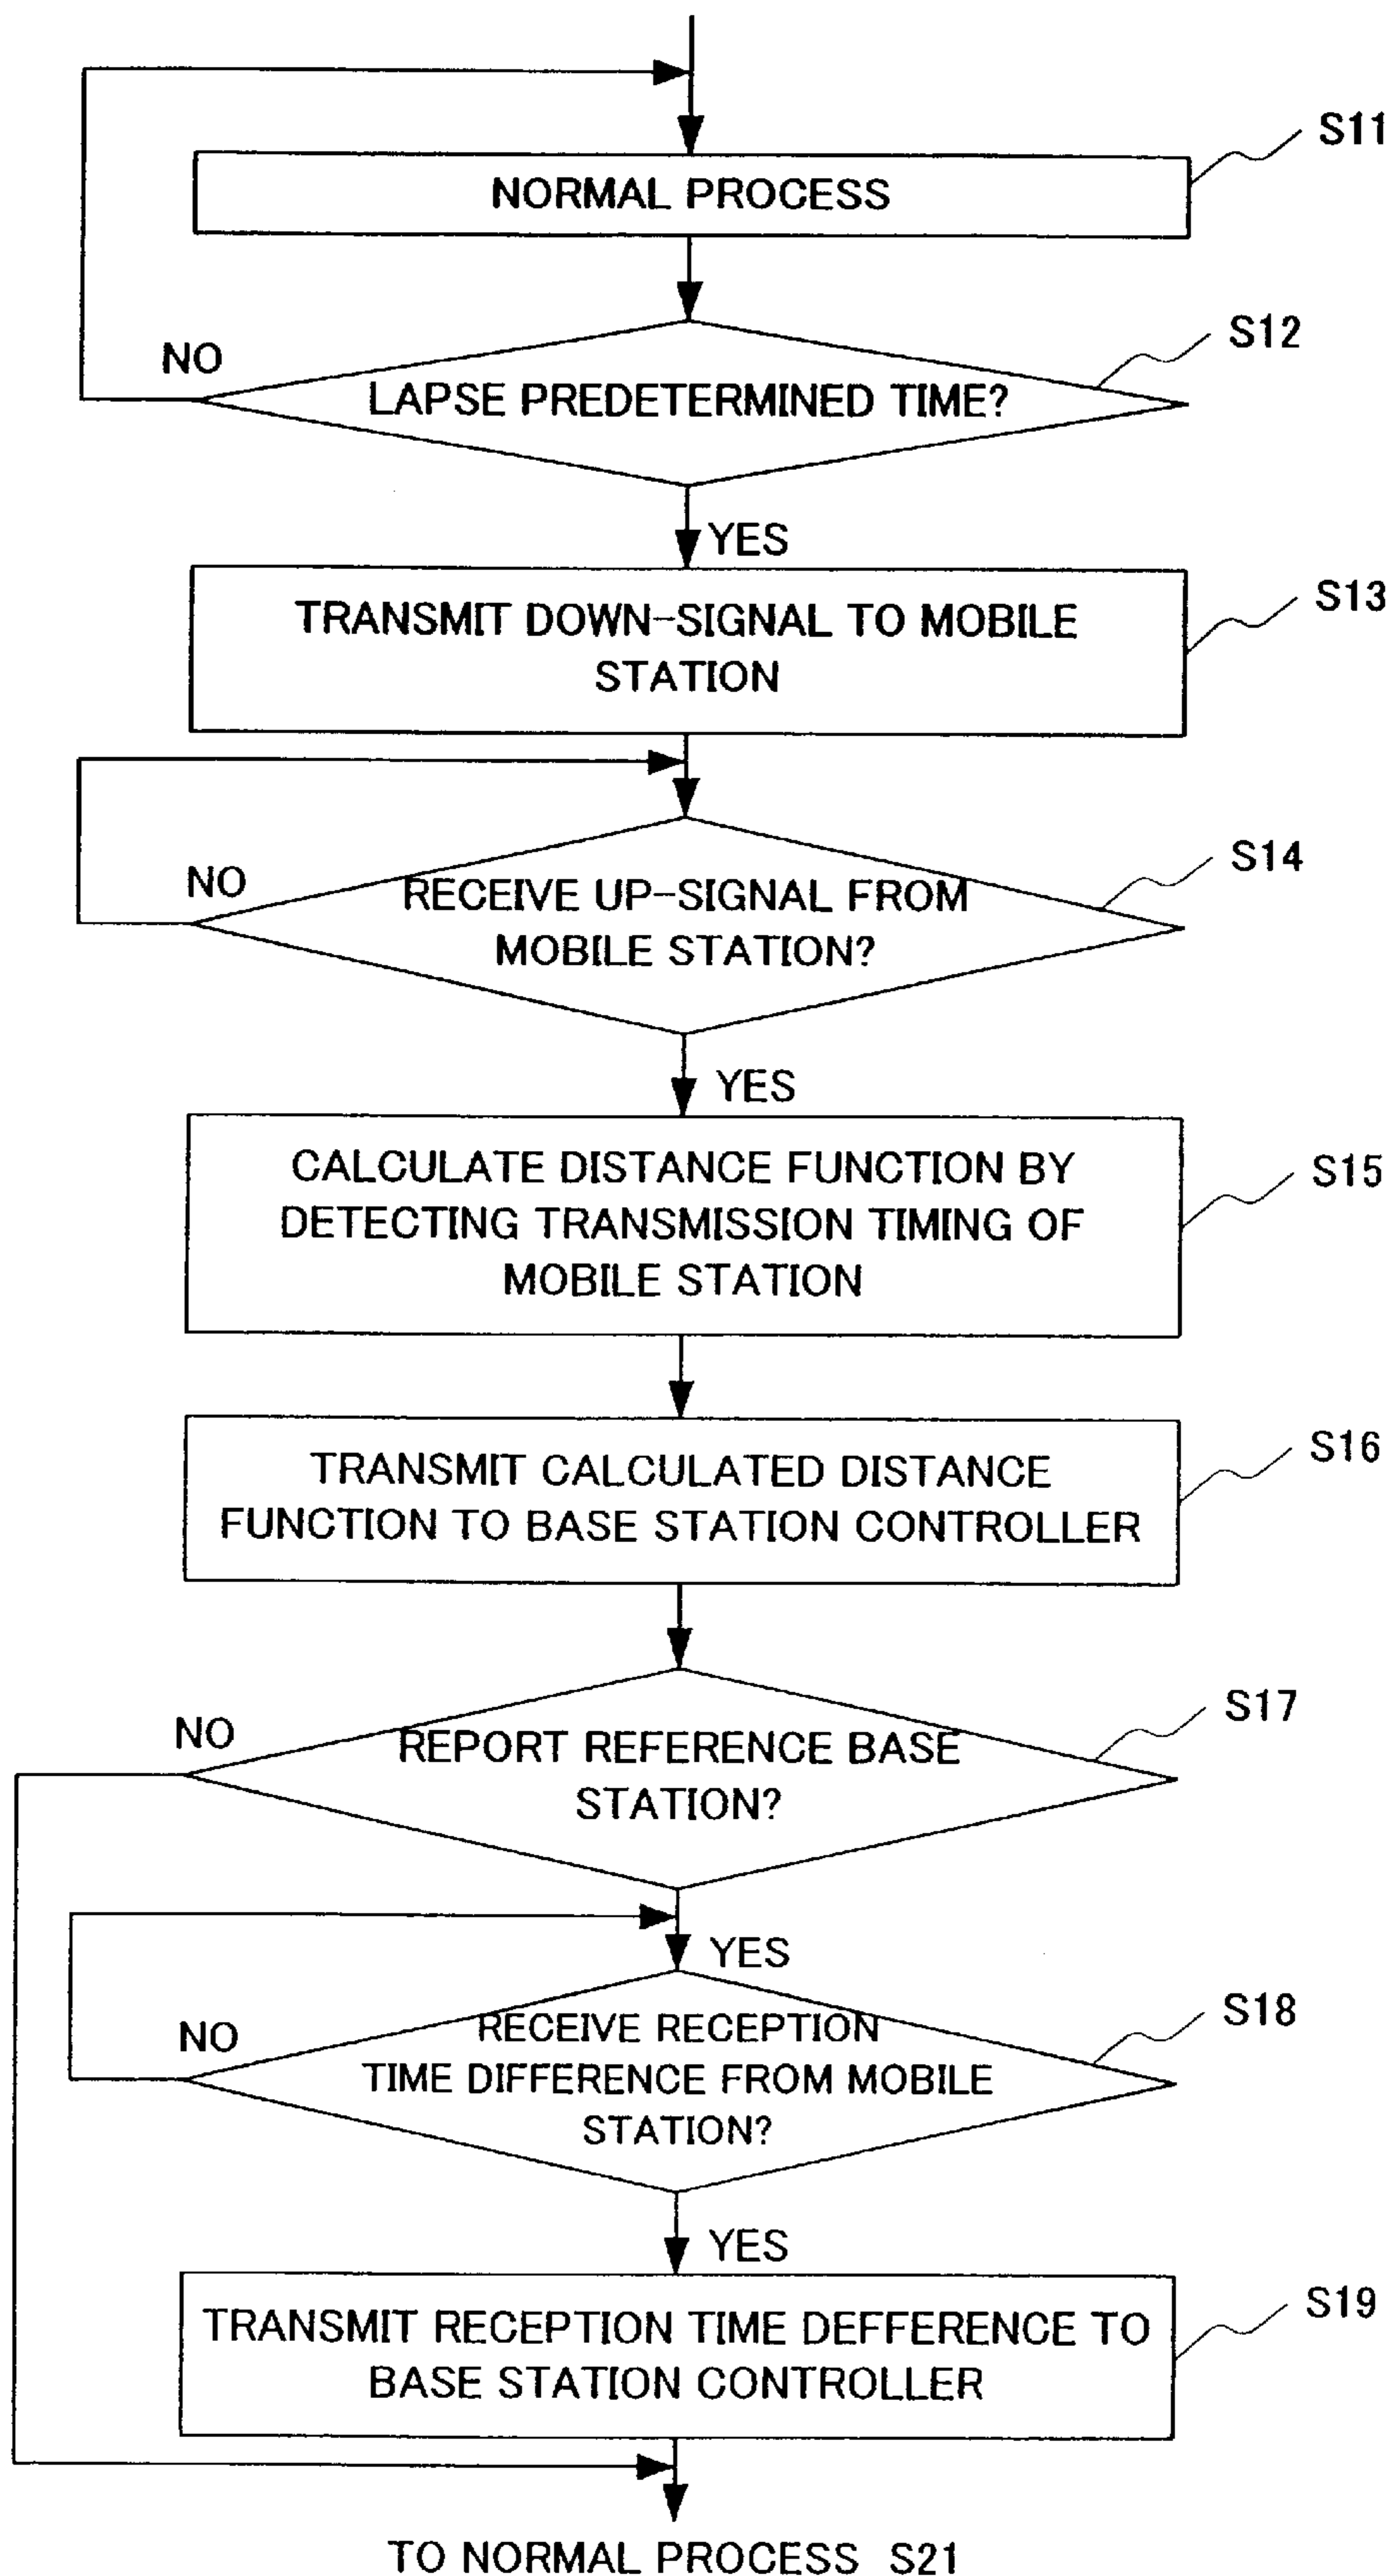 S11
NORMAL PROCESS
S12
NO
LAPSE PREDETERMINED TIME?
YES
S13
TRANSMIT DOWN-SIGNAL TO MOBILE
STATION
S14
NO
RECEIVE UP-SIGNAL FROM
MOBILE STATION?
YES
S15
CALCULATE DISTANCE FUNCTION BY
DETECTING TRANSMISSION TIMING OF
MOBILE STATION
S16
TRANSMIT CALCULATED DISTANCE
FUNCTION TO BASE STATION CONTROLLER
S17
NO
REPORT REFERENCE BASE
STATION?
YES
S18
NO
RECEIVE RECEPTION
TIME DIFFERENCE FROM MOBILE
STATION?
YES
S19
TRANSMIT RECEPTION TIME DEFFERENCE TO
BASE STATION CONTROLLER
TO NORMAL PROCESS S21